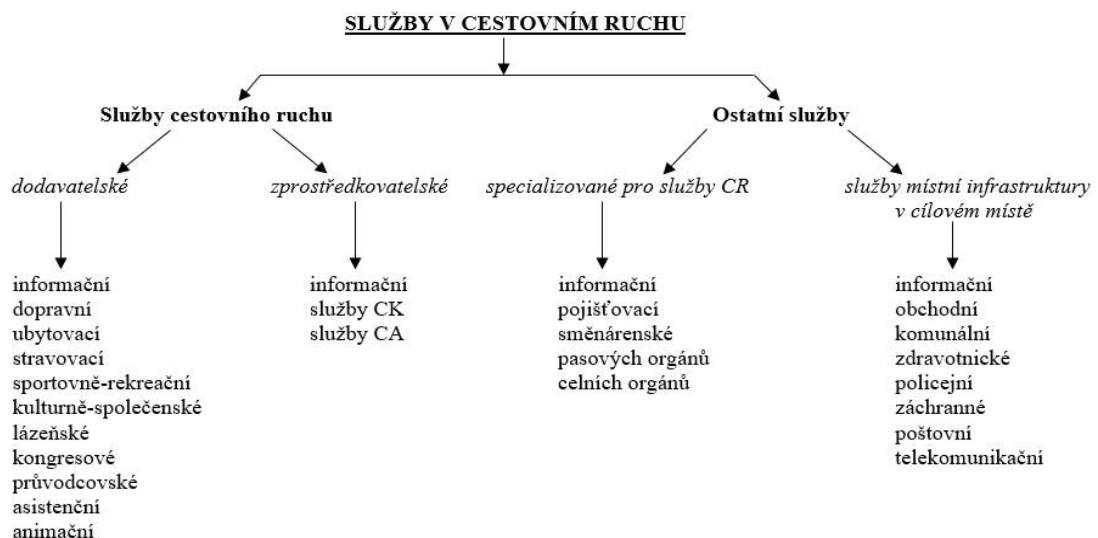 SLUŽBY V CESTOVNÍM RUCHU
Služby cestovního ruchu
Ostatní služby
dodavatelské
zprostředkovatelské
specializované pro služby CR
služby místní infrastruktury
v cílovém místě
informační
dopravní
ubytovací
stravovací
sportovně-rekreační
kulturně-společenské
lázeňské
kongresové
průvodcovské
asistenční
animační
informační
služby CK
služby CA
informační
pojišťovací
směnárenské
pasových orgánů
celních orgánů
informační
obchodní
komunální
zdravotnické
policejní
záchranné
poštovní
telekomunikační